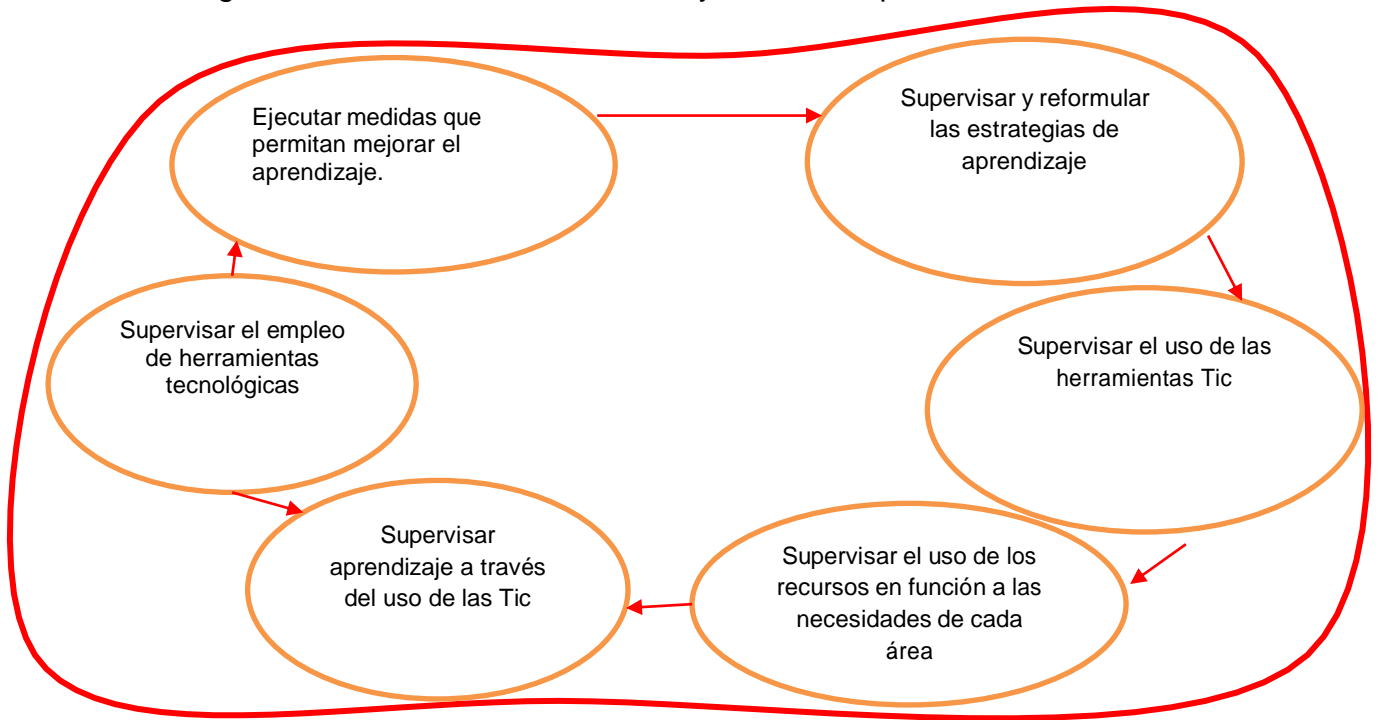 Ejecutar medidas que
permitan mejorar el
aprendizaje.
Supervisar y reformular
las estrategias de
aprendizaje
Supervisar el empleo
de herramientas
tecnológicas
Supervisar el uso de las
herramientas Tic
Supervisar
aprendizaje a través
del uso de las Tic
Supervisar el uso de los
recursos en función a las
necesidades de cada
área